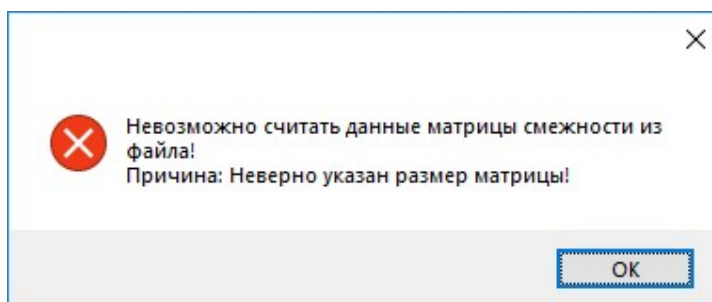 Невозможно считать данные матрицы смежности из
файла!
Причина: Неверно указан размер матрицы!
OK